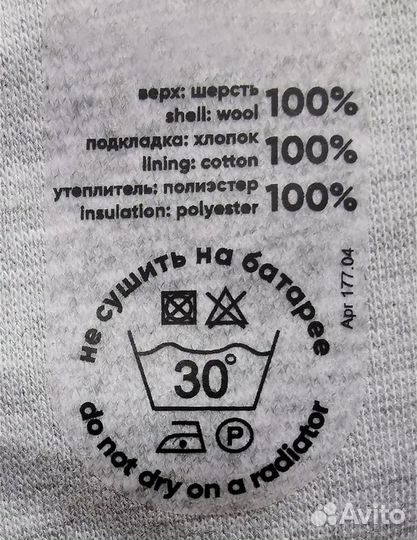 верх: шерсть 100%
shell: wool
подкладка: хлопок 100%
lining: cotton
утеплитель: полиэстер 100%
insulation: polyester
Арт 177.04
не сушить на батарее
30°
P
do not dry on a radiator
Avito